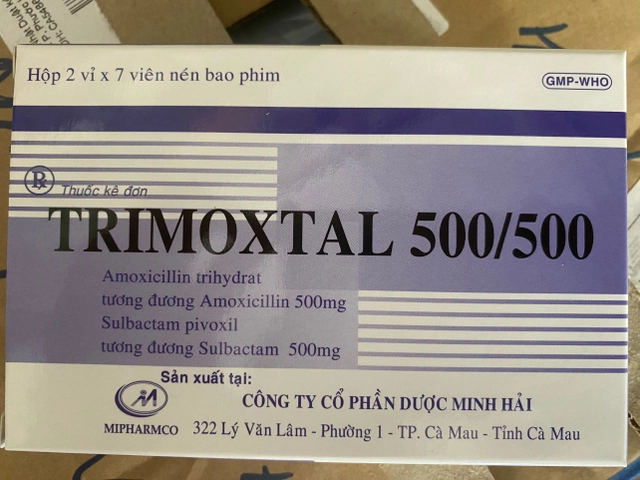 Hộp 2 vỉ x 7 viên nén bao phim
GMP-WHO
Rx Thuốc kê đơn
TRIMOXTAL 500/500
Amoxicillin trihydrat
tương đương Amoxicillin 500mg
Sulbactam pivoxil
tương đương Sulbactam 500mg
Sản xuất tại:
CÔNG TY CỔ PHẦN DƯỢC MINH HẢI
MIPHARMCO
322 Lý Văn Lâm - Phường 1 - TP. Cà Mau - Tỉnh Cà Mau